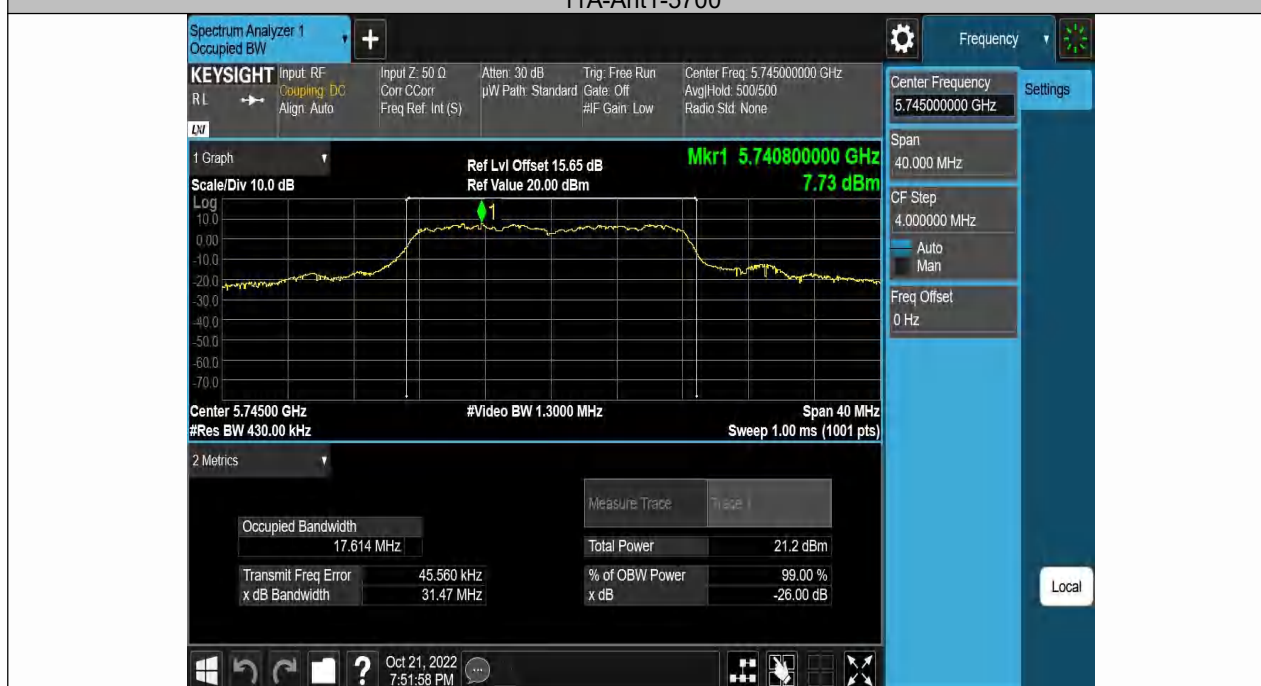 11A-Ant1-5700
Spectrum Analyzer 1
Occupied BW
+
Frequency
KEYSIGHT
RL
LXI
Input: RF
Coupling: DC
Align: Auto
Input Z: 50 Ω
Corr CCorr
Freq Ref: Int (S)
Atten: 30 dB
µW Path: Standard
Trig: Free Run
Gate: Off
#IF Gain: Low
Center Freq: 5.745000000 GHz
Avg|Hold: 500/500
Radio Std: None
Center Frequency
5.745000000 GHz
Settings
Span
40.000 MHz
CF Step
4.000000 MHz
Auto
Man
Freq Offset
0 Hz
Local
1 Graph
Scale/Div 10.0 dB
Ref Lvl Offset 15.65 dB
Ref Value 20.00 dBm
Mkr1 5.740800000 GHz
7.73 dBm
Log
10.0
0.00
-10.0
-20.0
-30.0
-40.0
-50.0
-60.0
-70.0
1
Center 5.74500 GHz
#Res BW 430.00 kHz
#Video BW 1.3000 MHz
Span 40 MHz
Sweep 1.00 ms (1001 pts)
2 Metrics
Measure Trace Trace 1
Occupied Bandwidth
17.614 MHz
Total Power 21.2 dBm
Transmit Freq Error 45.560 kHz
% of OBW Power 99.00 %
x dB Bandwidth 31.47 MHz
x dB -26.00 dB
?
Oct 21, 2022
7:51:58 PM